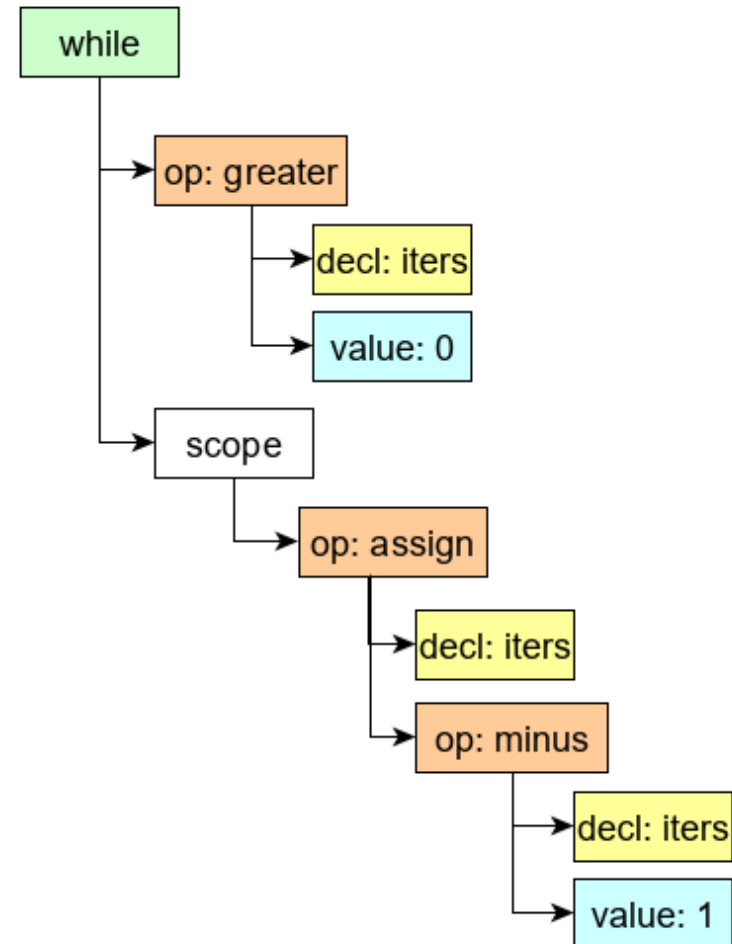 while
op: greater
decl: iters
value: 0
scope
op: assign
decl: iters
op: minus
decl: iters
value: 1